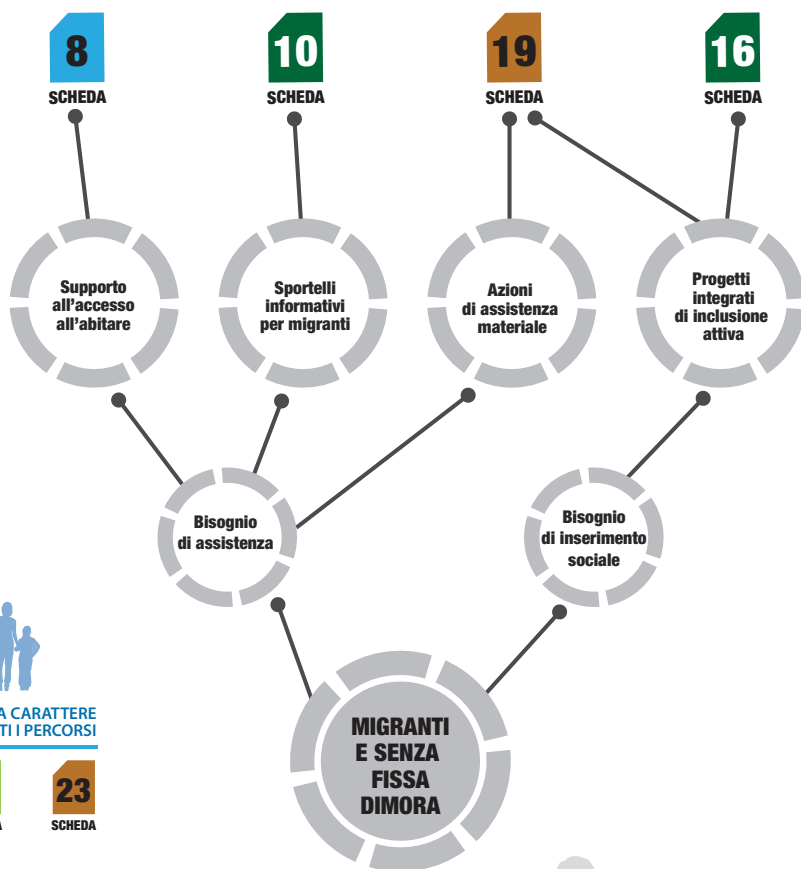 8
SCHEDA
10
SCHEDA
19
SCHEDA
16
SCHEDA
Supporto
all'accesso
all'abitare
Sportelli
informativi
per migranti
Azioni
di assistenza
materiale
Progetti
integrati
di inclusione
attiva
Bisognio
di assistenza
Bisognio
di inserimento
sociale
MIGRANTI
E SENZA
FISSA
DIMORA
A CARATTERE
TI I PERCORSI
23
SCHEDA